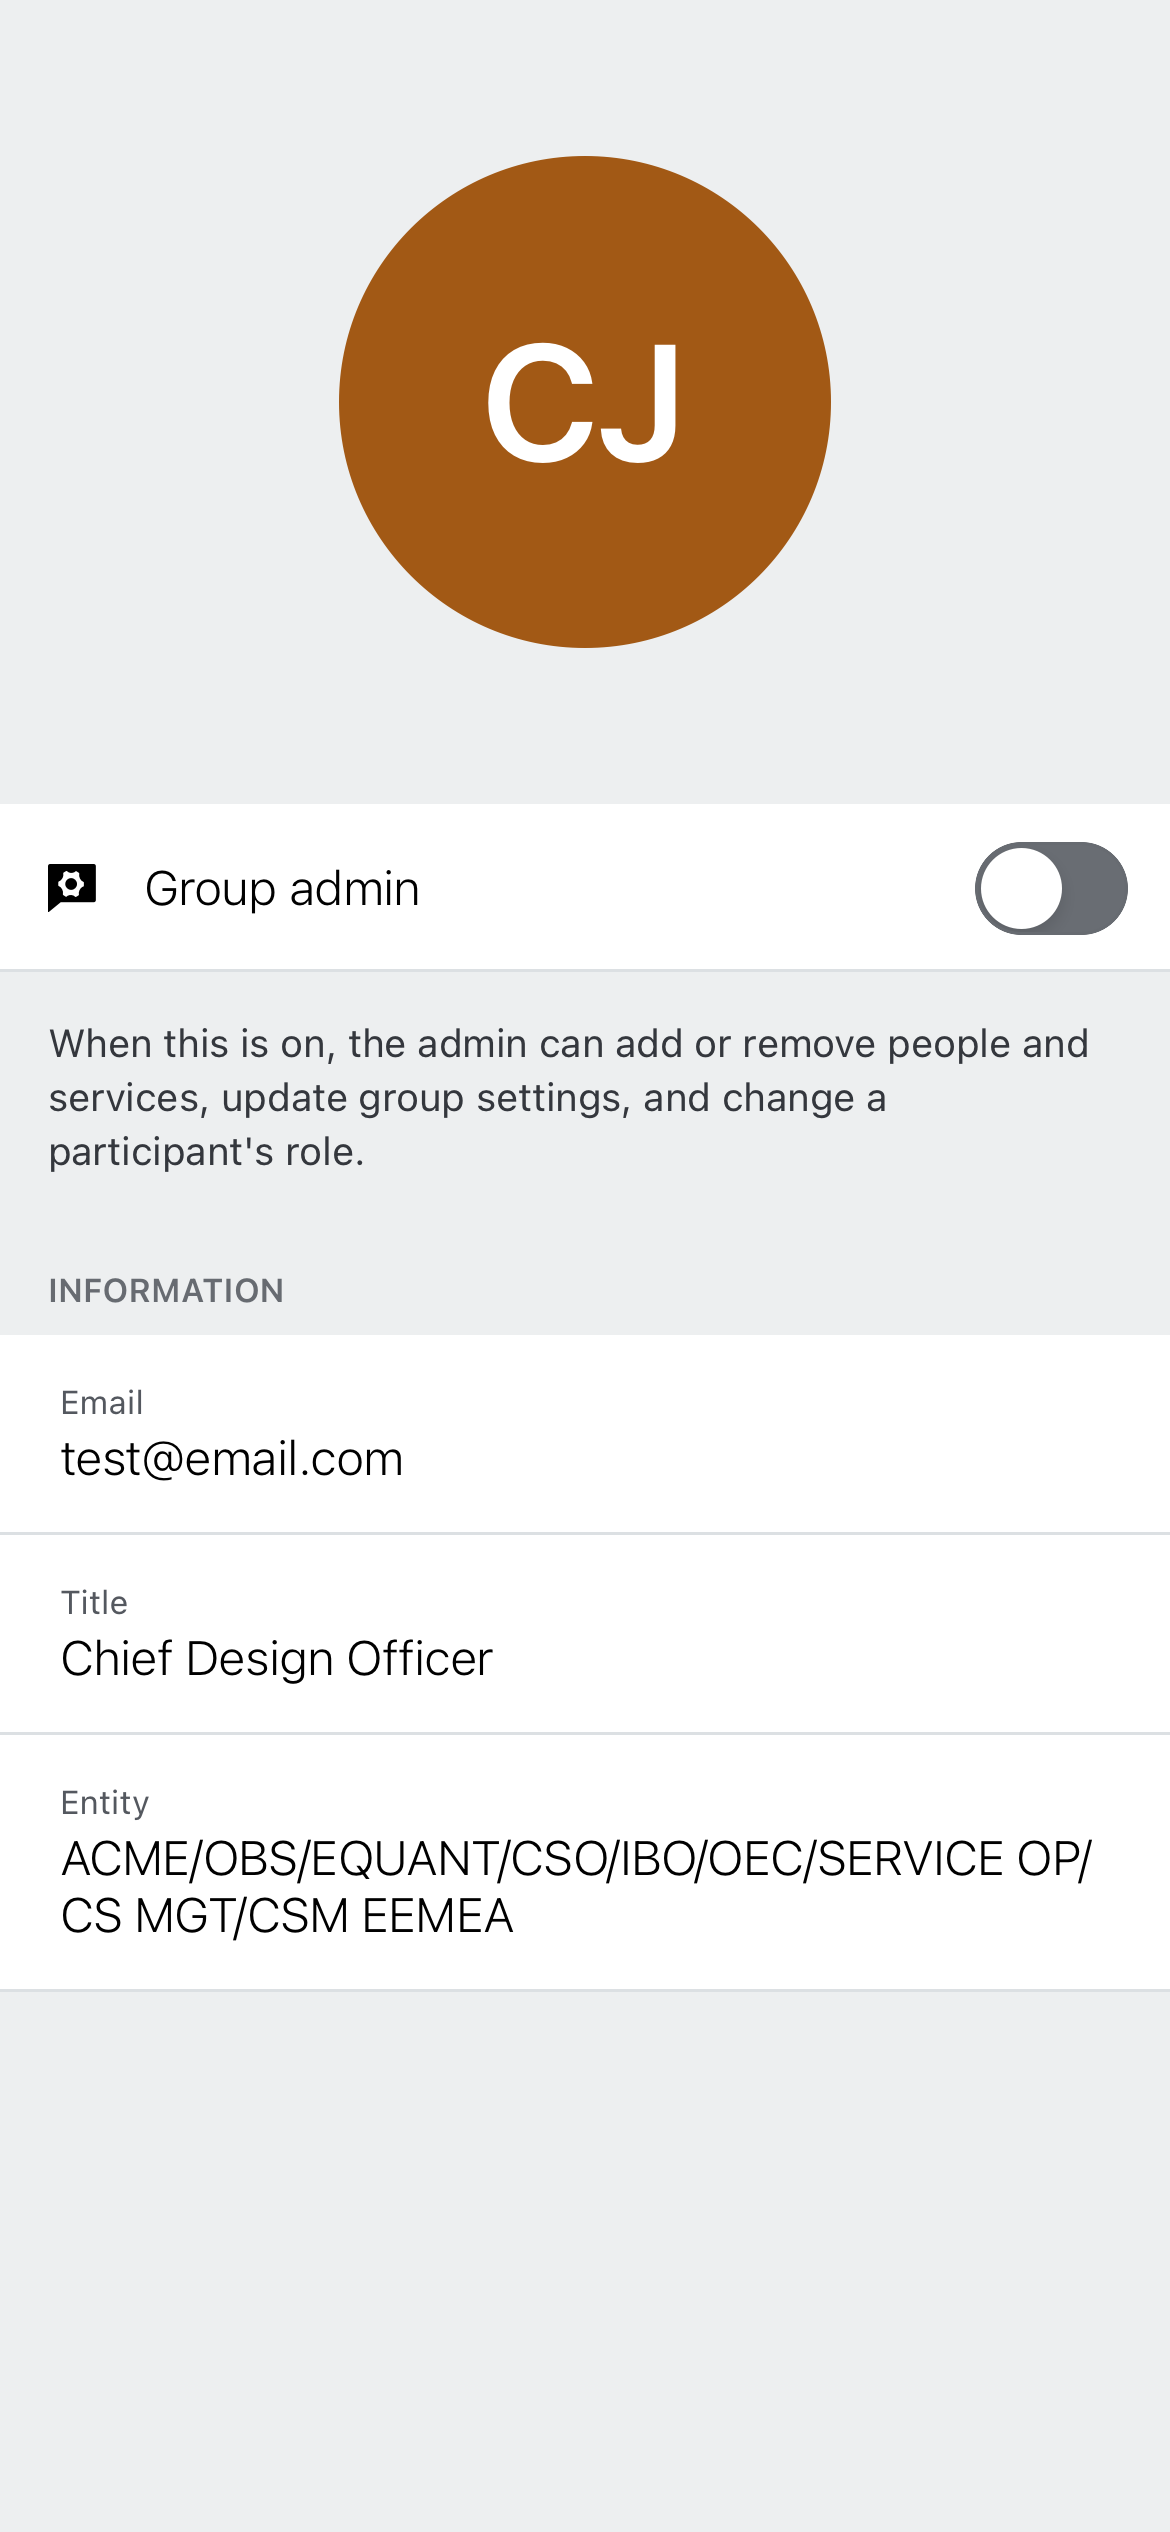 CJ
Group admin
When this is on, the admin can add or remove people and
services, update group settings, and change a
participant's role.
INFORMATION
Email
test@email.com
Title
Chief Design Officer
Entity
ACME/OBS/EQUANT/CSO/IBO/OEC/SERVICE OP/
CS MGT/CSM EEMEA